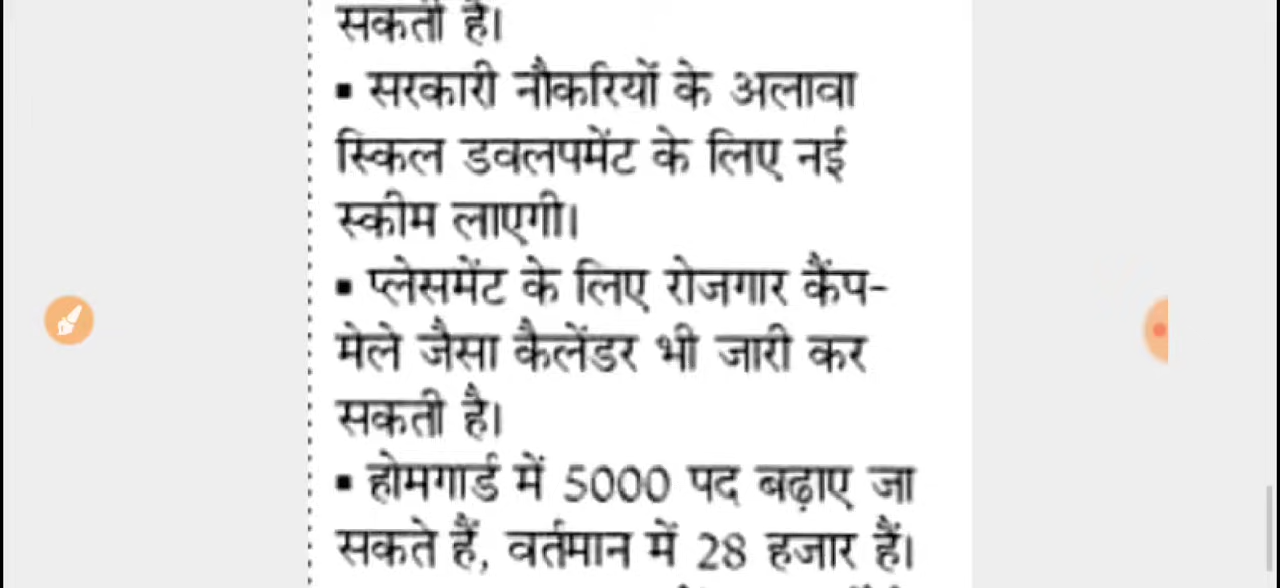 सकती है।
▪ सरकारी नौकरियों के अलावा
स्किल डवलपमेंट के लिए नई
स्कीम लाएगी।
▪ प्लेसमेंट के लिए रोजगार कैंप-
मेले जैसा कैलेंडर भी जारी कर
सकती है।
▪ होमगार्ड में 5000 पद बढ़ाए जा
सकते हैं, वर्तमान में 28 हजार हैं।